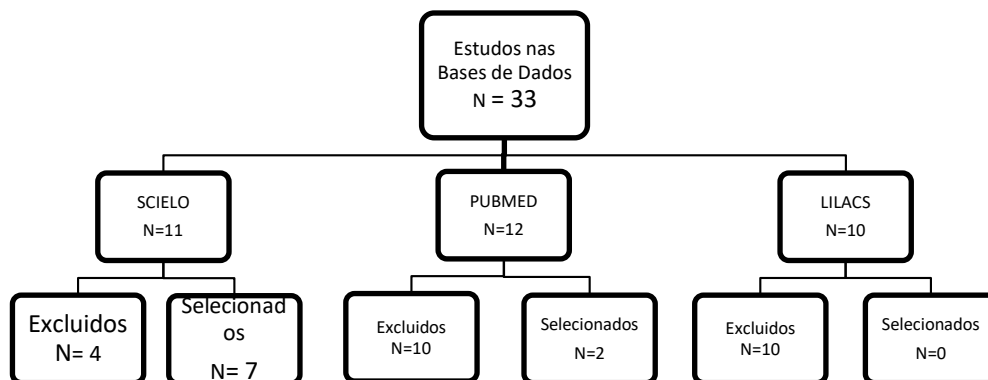 Estudos nas
Bases de Dados
N = 33
SCIELO
N=11
PUBMED
N=12
LILACS
N=10
Excluidos
N= 4
Selecionad
os
N= 7
Excluidos
N=10
Selecionados
N=2
Excluidos
N=10
Selecionados
N=0